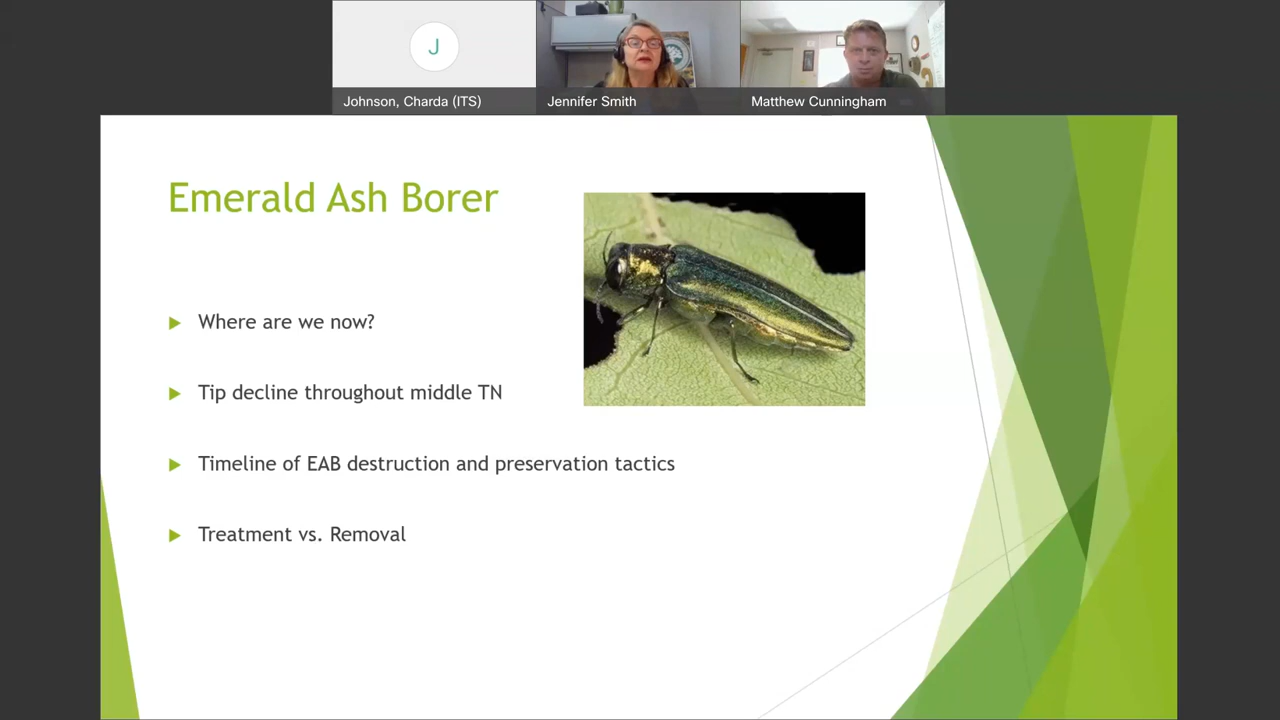 J
Johnson, Charda (ITS)
Jennifer Smith
Matthew Cunningham
Emerald Ash Borer
Where are we now?
Tip decline throughout middle TN
Timeline of EAB destruction and preservation tactics
Treatment vs. Removal